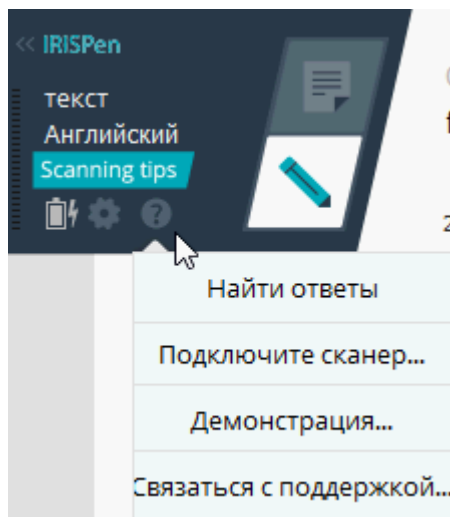 << IRISPen
текст
Английский
Scanning tips
Найти ответы
Подключите сканер...
Демонстрация...
Связаться с поддержкой...